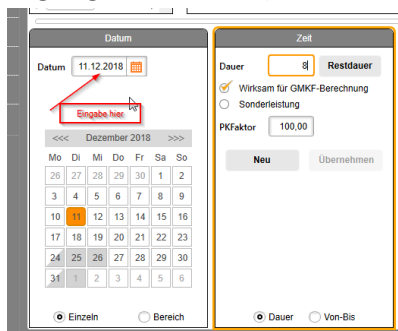 Datum
Datum 11.12.2018
Eingabe hier
<<< Dezember 2018 >>>
Mo Di Mi Do Fr Sa So
26 27 28 29 30 1 2
3 4 5 6 7 8 9
10 11 12 13 14 15 16
17 18 19 20 21 22 23
24 25 26 27 28 29 30
31 1 2 3 4 5 6
Einzeln Bereich
Zeit
Dauer 8 Restdauer
Wirksam für GMKF-Berechnung
Sonderleistung
PKFaktor 100,00
Neu Übernehmen
Dauer Von-Bis